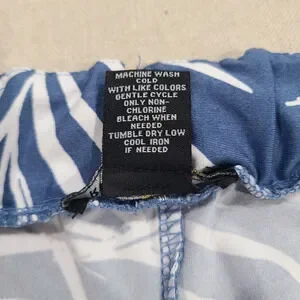 MACHINE WASH
COLD
WITH LIKE COLORS
GENTLE CYCLE
ONLY NON-
CHLORINE
BLEACH WHEN
NEEDED
TUMBLE DRY LOW
COOL IRON
IF NEEDED